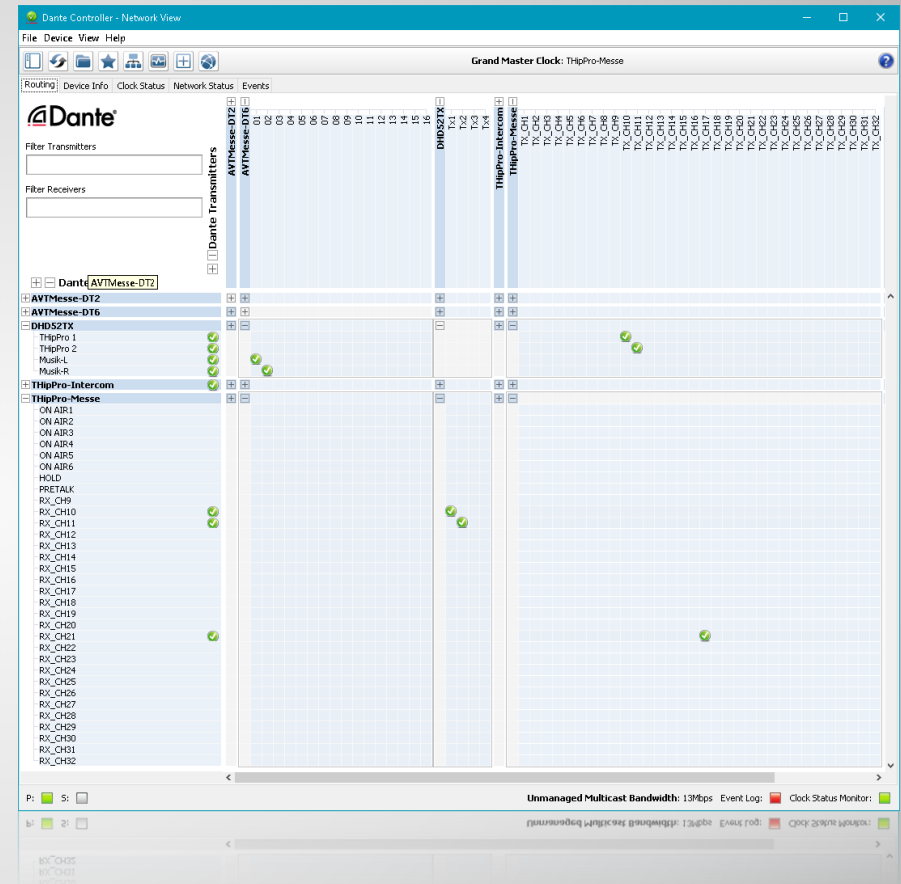 Dante Controller - Network View
File Device View Help
Grand Master Clock: THipPro-Messe
Routing Device Info Clock Status Network Status Events
Dante
Filter Transmitters
Filter Receivers
Dante Transmitters
AVTMesse-DT2
AVTMesse-DT6
01
02
03
04
05
06
07
08
09
10
11
12
13
14
15
16
DHD52TX
Tx1
Tx2
Tx3
Tx4
THipPro-Intercom
THipPro-Messe
TX_CH1
TX_CH2
TX_CH3
TX_CH4
TX_CH5
TX_CH6
TX_CH7
TX_CH8
TX_CH9
TX_CH10
TX_CH11
TX_CH12
TX_CH13
TX_CH14
TX_CH15
TX_CH16
TX_CH17
TX_CH18
TX_CH19
TX_CH20
TX_CH21
TX_CH22
TX_CH23
TX_CH24
TX_CH25
TX_CH26
TX_CH27
TX_CH28
TX_CH29
TX_CH30
TX_CH31
TX_CH32
Dante AVTMesse-DT2
AVTMesse-DT2
AVTMesse-DT6
DHD52TX
THipPro 1
THipPro 2
Musik-L
Musik-R
THipPro-Intercom
THipPro-Messe
ON AIR1
ON AIR2
ON AIR3
ON AIR4
ON AIR5
ON AIR6
HOLD
PRETALK
RX_CH9
RX_CH10
RX_CH11
RX_CH12
RX_CH13
RX_CH14
RX_CH15
RX_CH16
RX_CH17
RX_CH18
RX_CH19
RX_CH20
RX_CH21
RX_CH22
RX_CH23
RX_CH24
RX_CH25
RX_CH26
RX_CH27
RX_CH28
RX_CH29
RX_CH30
RX_CH31
RX_CH32
P: S: Unmanaged Multicast Bandwidth: 13Mbps Event Log: Clock Status Monitor: